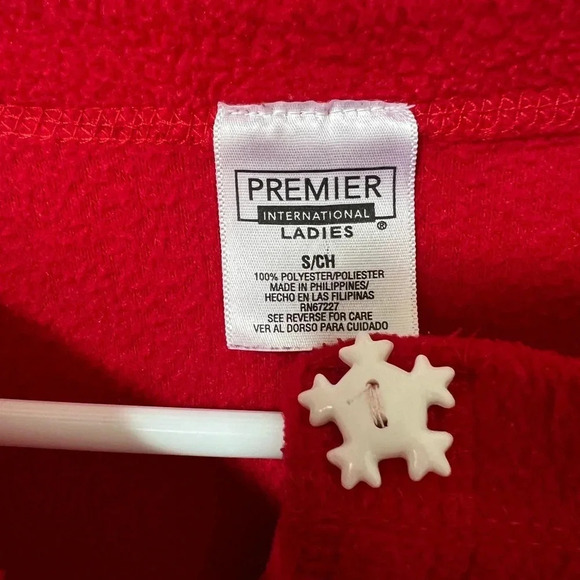 PREMIER
INTERNATIONAL
LADIES ®
S/CH
100% POLYESTER/POLIESTER
MADE IN PHILIPPINES/
HECHO EN LAS FILIPINAS
RN67227
SEE REVERSE FOR CARE
VER AL DORSO PARA CUIDADO